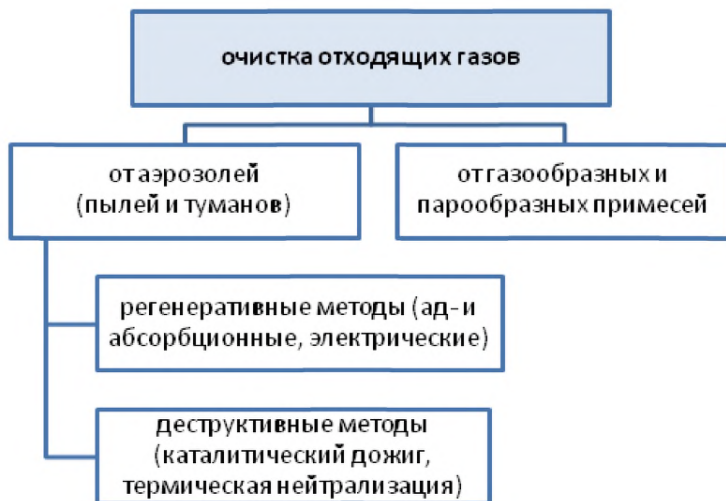 очистка отходящих газов
от аэрозолей
(пылей и туманов)
от газообразных и
парообразных примесей
регенеративные методы (ад- и
абсорбционные, электрические)
деструктивные методы
(каталитический дожиг,
термическая нейтрализация)